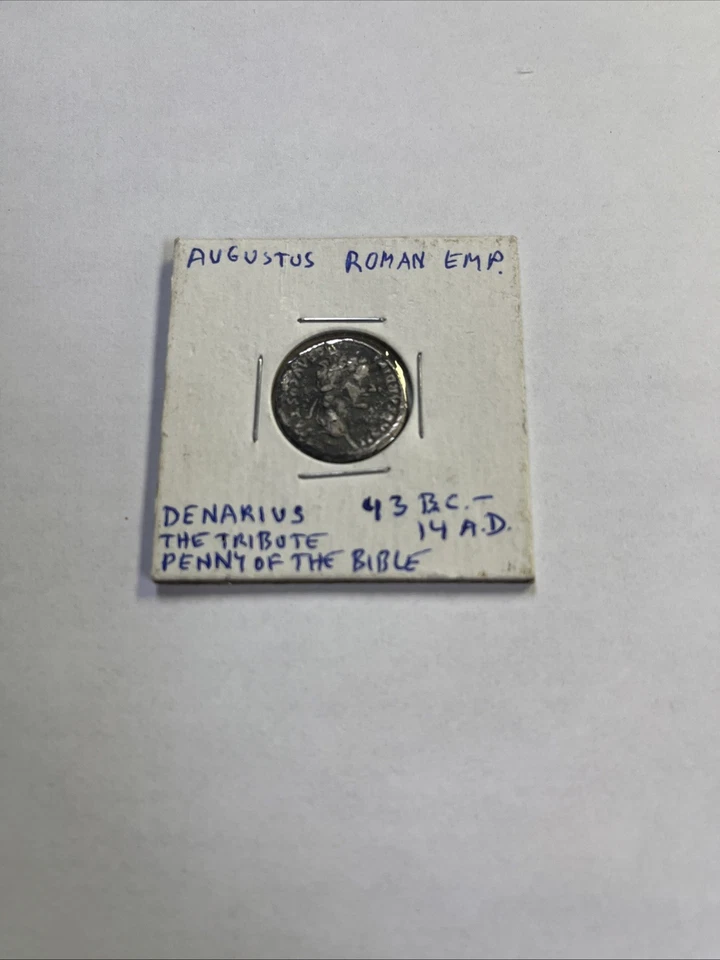 AUGUSTUS ROMAN EMP.
DENARIUS 43 B.C.–
THE TRIBUTE 14 A.D.
PENNY OF THE BIBLE